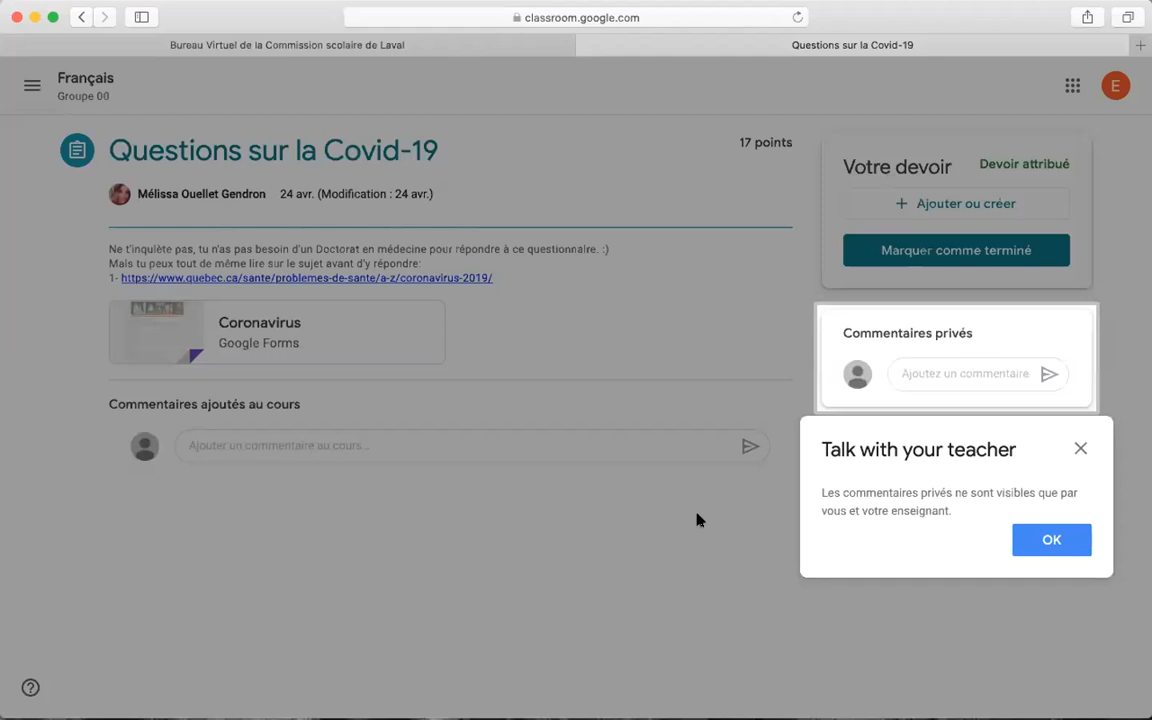 classroom.google.com
Bureau Virtuel de la Commission scolaire de Laval
Questions sur la Covid-19
Français
Groupe 00
E
Questions sur la Covid-19
17 points
Mélissa Ouellet Gendron 24 avr. (Modification : 24 avr.)
Ne t'inquiète pas, tu n'as pas besoin d'un Doctorat en médecine pour répondre à ce questionnaire. :)
Mais tu peux tout de même lire sur le sujet avant d'y répondre:
1- https://www.quebec.ca/sante/problemes-de-sante/a-z/coronavirus-2019/
Coronavirus
Google Forms
Commentaires ajoutés au cours
Ajouter un commentaire au cours...
Votre devoir
Devoir attribué
+ Ajouter ou créer
Marquer comme terminé
Commentaires privés
Ajoutez un commentaire
Talk with your teacher
Les commentaires privés ne sont visibles que par
vous et votre enseignant.
OK